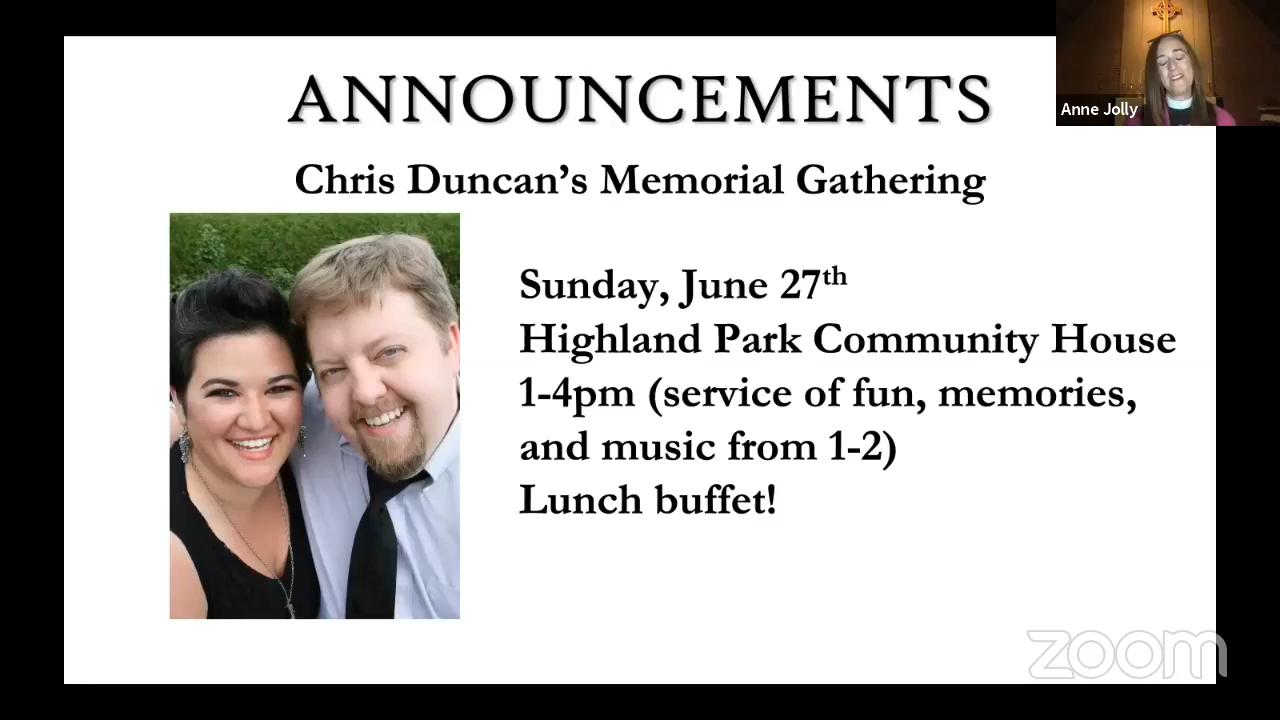 ANNOUNCEMENTS
Anne Jolly
Chris Duncan’s Memorial Gathering
Sunday, June 27th
Highland Park Community House
1-4pm (service of fun, memories,
and music from 1-2)
Lunch buffet!
zoom